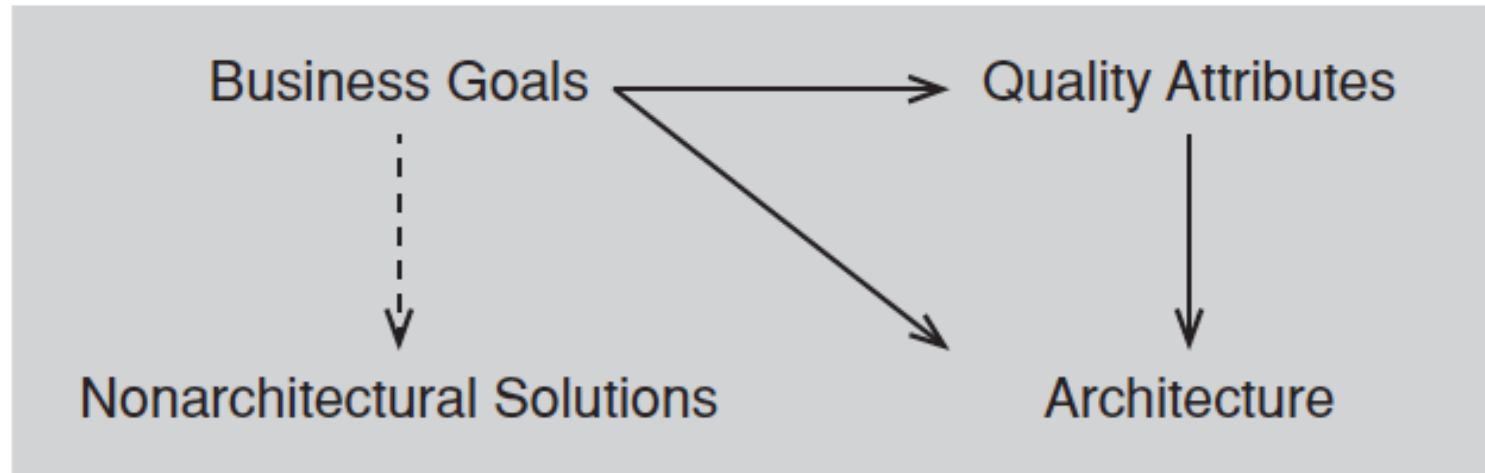 Business Goals
Quality Attributes
Nonarchitectural Solutions
Architecture